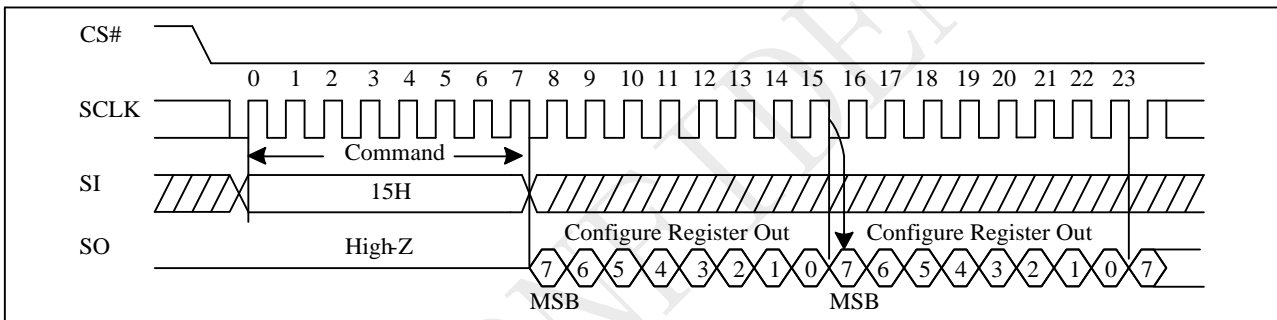 CS#
0 1 2 3 4 5 6 7 8 9 10 11 12 13 14 15 16 17 18 19 20 21 22 23
SCLK
Command
SI
15H
Configure Register Out Configure Register Out
SO High-Z
7 6 5 4 3 2 1 0 7 6 5 4 3 2 1 0 7
MSB MSB